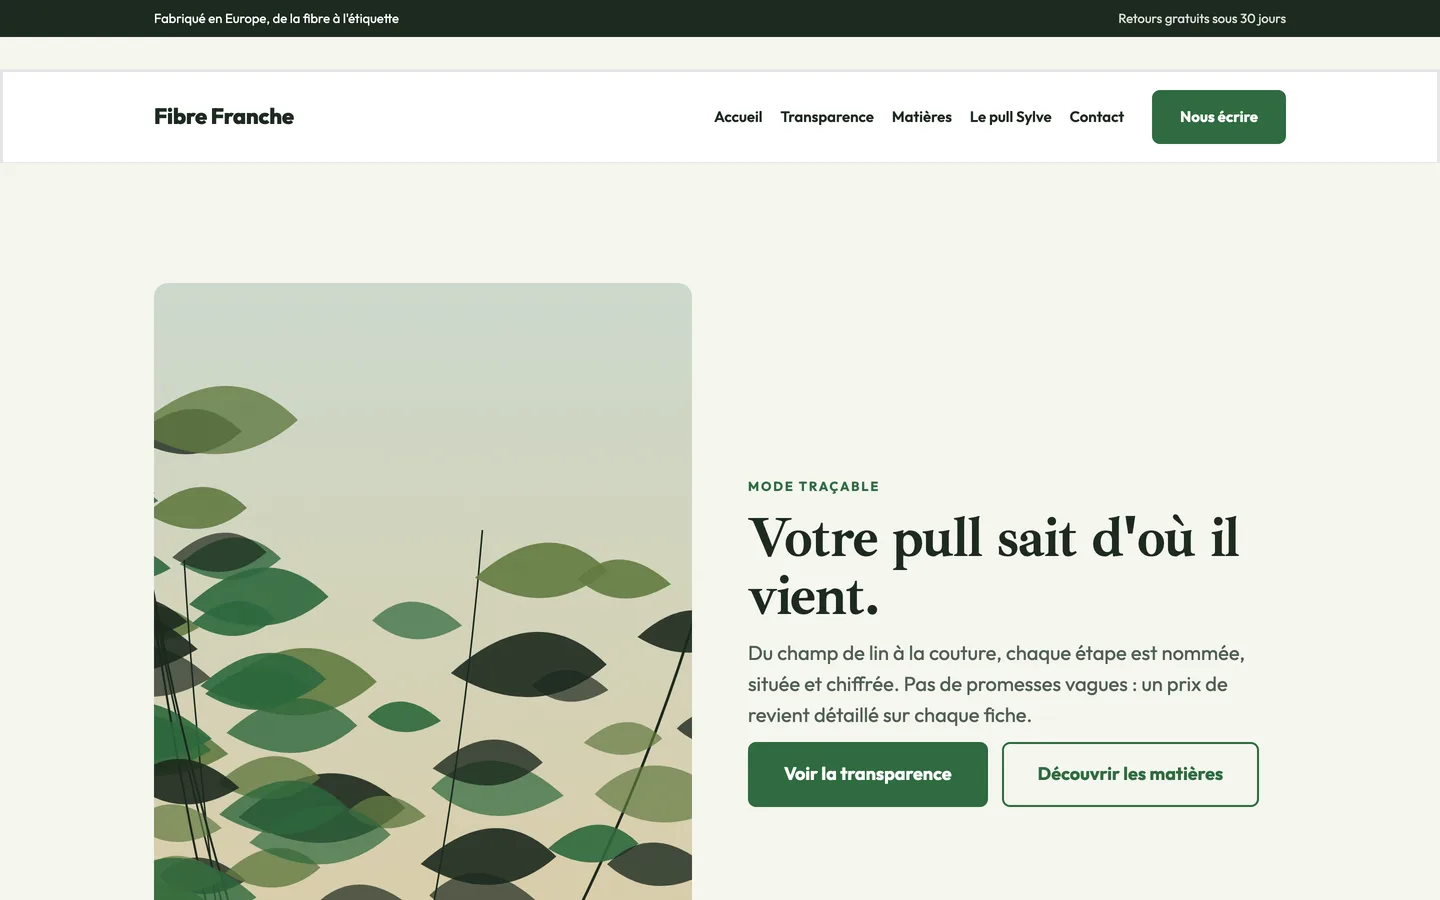 Fabriqué en Europe, de la fibre à l'étiquette
Retours gratuits sous 30 jours
Fibre Franche
Accueil
Transparence
Matières
Le pull Sylve
Contact
Nous écrire
MODE TRAÇABLE
Votre pull sait d'où il
vient.
Du champ de lin à la couture, chaque étape est nommée,
située et chiffrée. Pas de promesses vagues : un prix de
revient détaillé sur chaque fiche.
Voir la transparence
Découvrir les matières